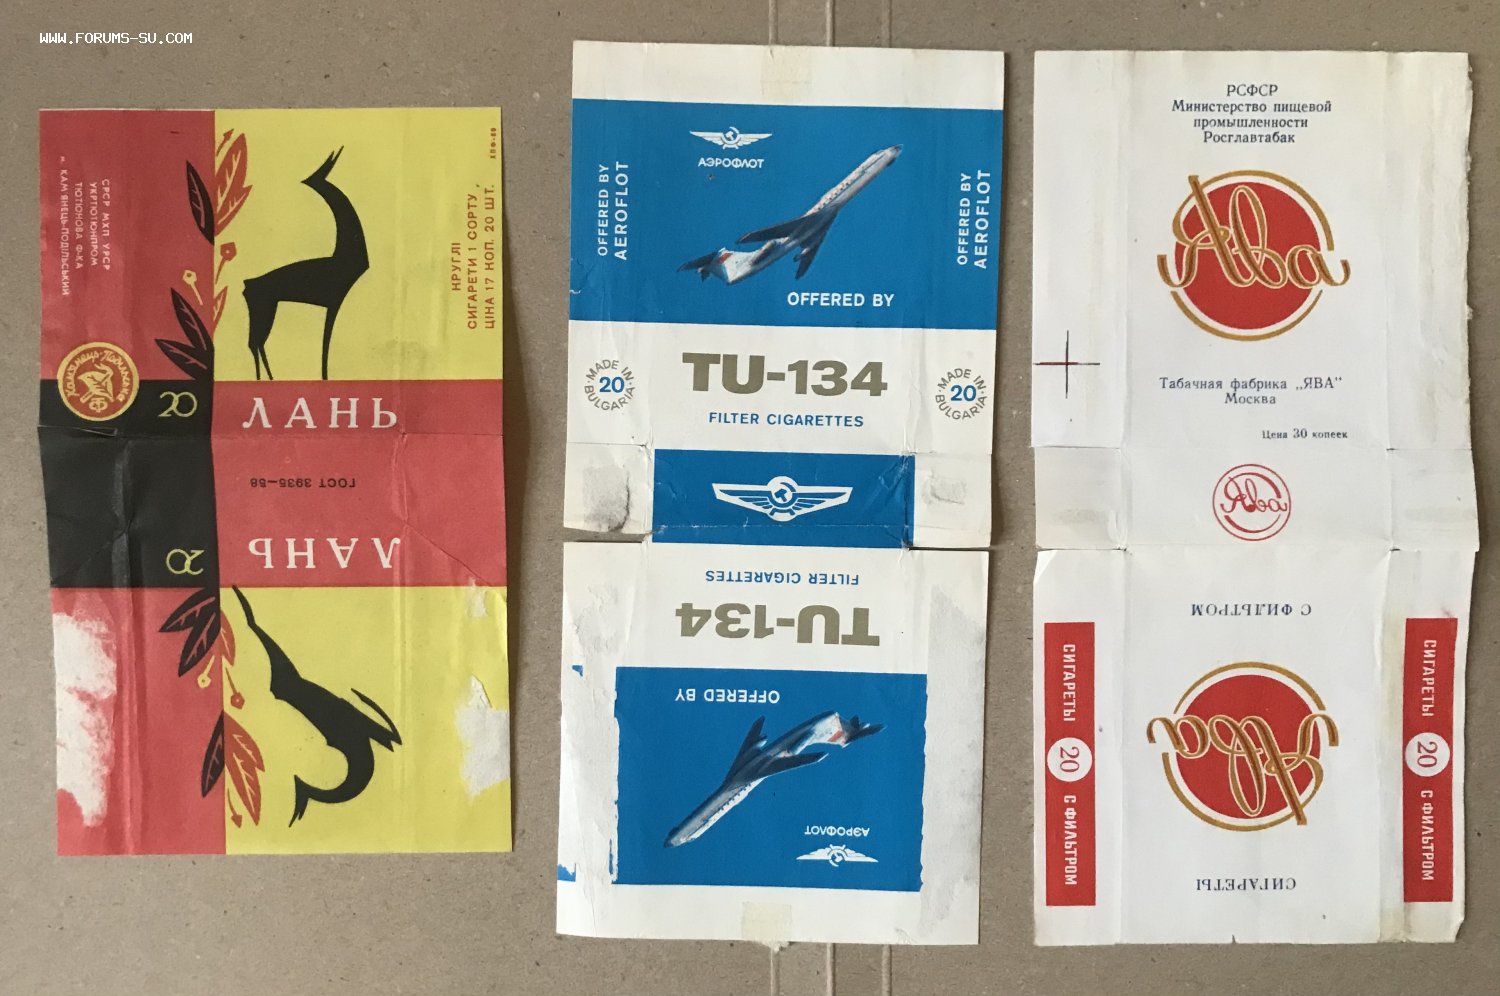 WWW.FORUMS-SU.COM
СРСР МХП УРСР
УКРТЮТЮНПРОМ
ТЮТЮНОВА Ф-КА
м. КАМ'ЯНЕЦЬ-ПОДІЛЬСЬКИЙ
КРУГЛІ
СИГАРЕТИ 1 СОРТУ
ЦІНА 17 КОП. 20 ШТ.
20
ЛАНЬ
ГОСТ 3935-58
20
ЛАНЬ
АЭРОФЛОТ
OFFERED BY
AEROFLOT
OFFERED BY
AEROFLOT
OFFERED BY
MADE IN
20
BULGARIA
TU-134
FILTER CIGARETTES
MADE IN
20
BULGARIA
FILTER CIGARETTES
TU-134
OFFERED BY
АЭРОФЛОТ
РСФСР
Министерство пищевой
промышленности
Росглавтабак
Ява
Табачная фабрика „ЯВА"
Москва
Цена 30 копеек
Ява
С ФИЛЬТРОМ
Ява
СИГАРЕТЫ
СИГАРЕТЫ 20 С ФИЛЬТРОМ
СИГАРЕТЫ 20 С ФИЛЬТРОМ